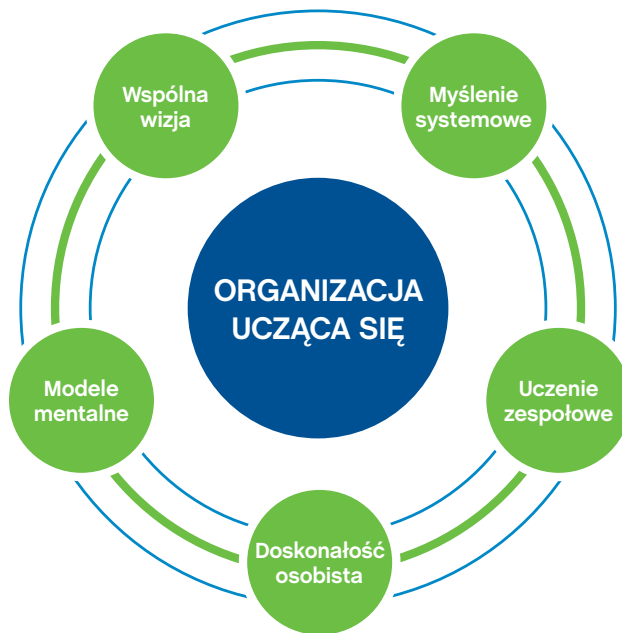 Wspólna
wizja
Myślenie
systemowe
ORGANIZACJA
UCZĄCA SIĘ
Modele
mentalne
Uczenie
zespołowe
Doskonałość
osobista